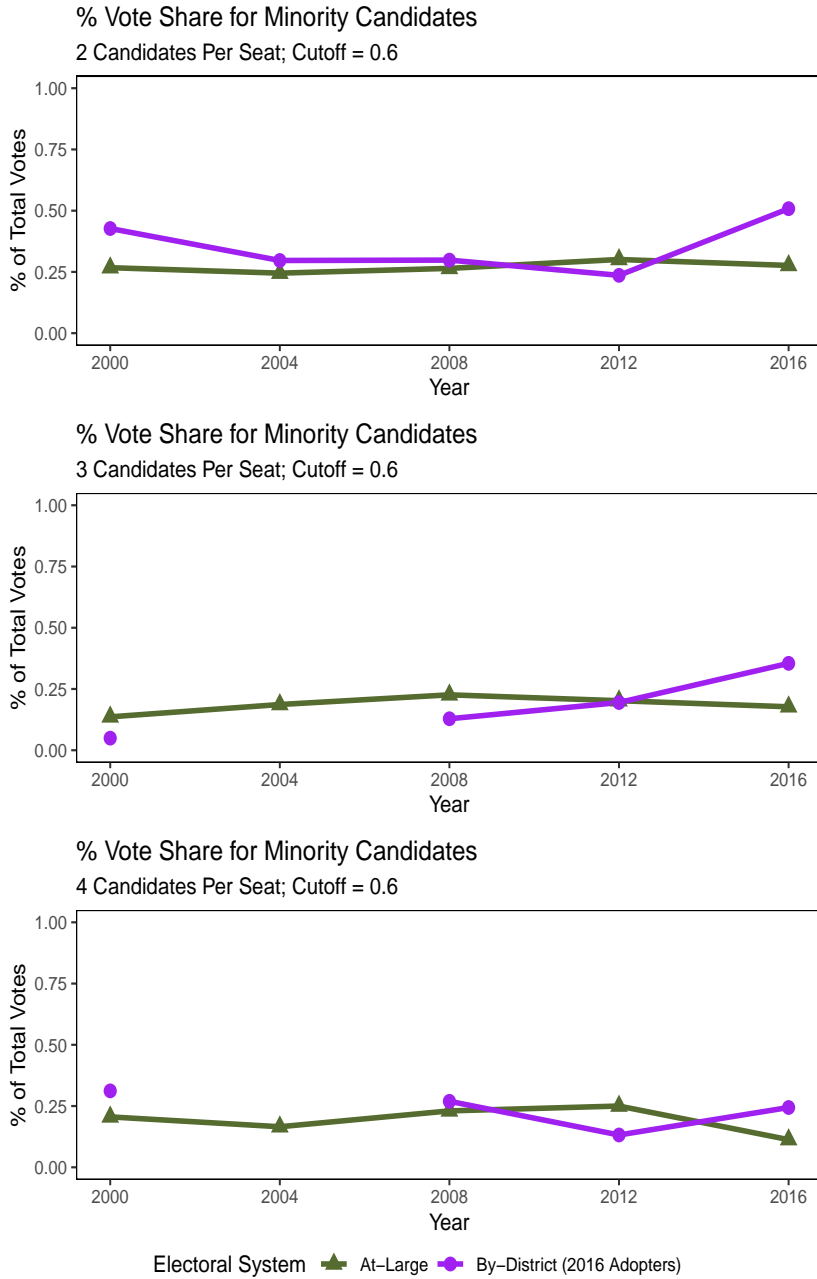 % Vote Share for Minority Candidates
2 Candidates Per Seat; Cutoff = 0.6
% of Total Votes
1.00
0.75
0.50
0.25
0.00
2000 2004 2008 2012 2016
Year
% Vote Share for Minority Candidates
3 Candidates Per Seat; Cutoff = 0.6
% of Total Votes
1.00
0.75
0.50
0.25
0.00
2000 2004 2008 2012 2016
Year
% Vote Share for Minority Candidates
4 Candidates Per Seat; Cutoff = 0.6
% of Total Votes
1.00
0.75
0.50
0.25
0.00
2000 2004 2008 2012 2016
Year
Electoral System At−Large By−District (2016 Adopters)